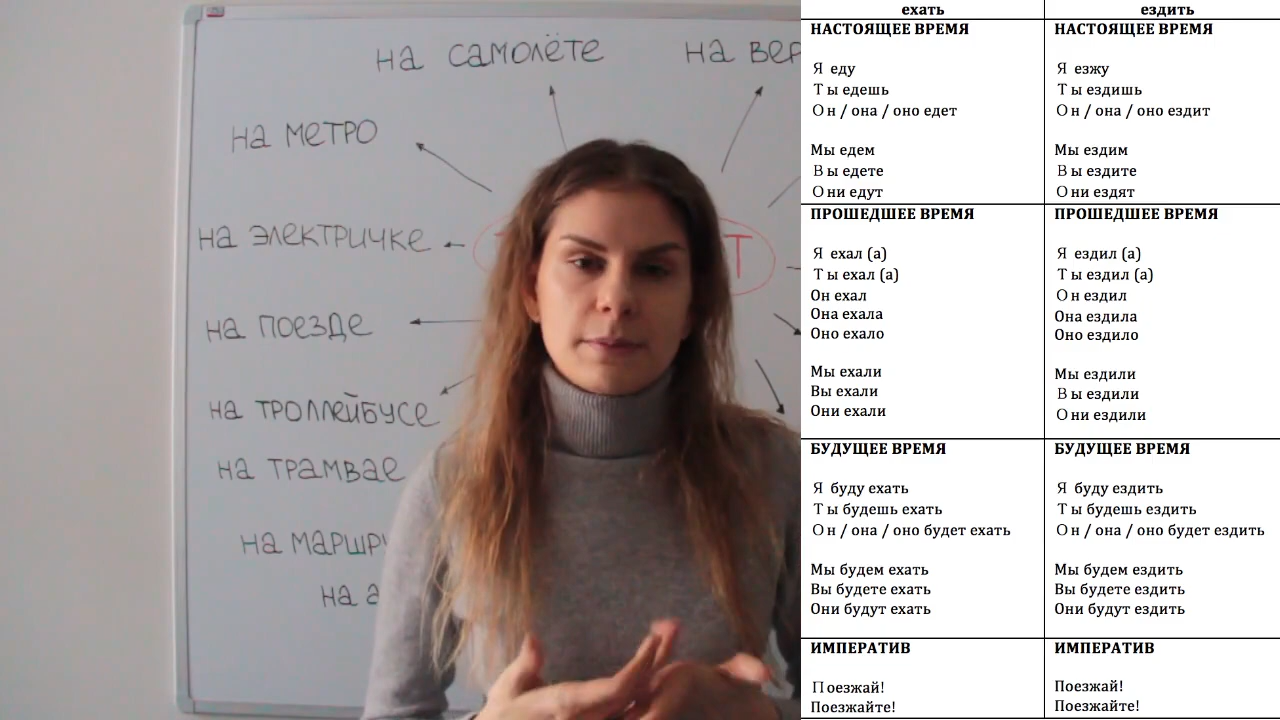 на самолёте
на метро
на электричке
на поезде
на троллейбусе
на трамвае
на
на
Т
ехать
НАСТОЯЩЕЕ ВРЕМЯ
Я еду
Ты едешь
Он / она / оно едет
Мы едем
Вы едете
Они едут
ПРОШЕДШЕЕ ВРЕМЯ
Я ехал (а)
Ты ехал (а)
Он ехал
Она ехала
Оно ехало
Мы ехали
Вы ехали
Они ехали
БУДУЩЕЕ ВРЕМЯ
Я буду ехать
Ты будешь ехать
Он / она / оно будет ехать
Мы будем ехать
Вы будете ехать
Они будут ехать
ИМПЕРАТИВ
Поезжай!
Поезжайте!
ездить
НАСТОЯЩЕЕ ВРЕМЯ
Я езжу
Ты ездишь
Он / она / оно ездит
Мы ездим
Вы ездите
Они ездят
ПРОШЕДШЕЕ ВРЕМЯ
Я ездил (а)
Ты ездил (а)
Он ездил
Она ездила
Оно ездило
Мы ездили
Вы ездили
Они ездили
БУДУЩЕЕ ВРЕМЯ
Я буду ездить
Ты будешь ездить
Он / она / оно будет ездить
Мы будем ездить
Вы будете ездить
Они будут ездить
ИМПЕРАТИВ
Поезжай!
Поезжайте!